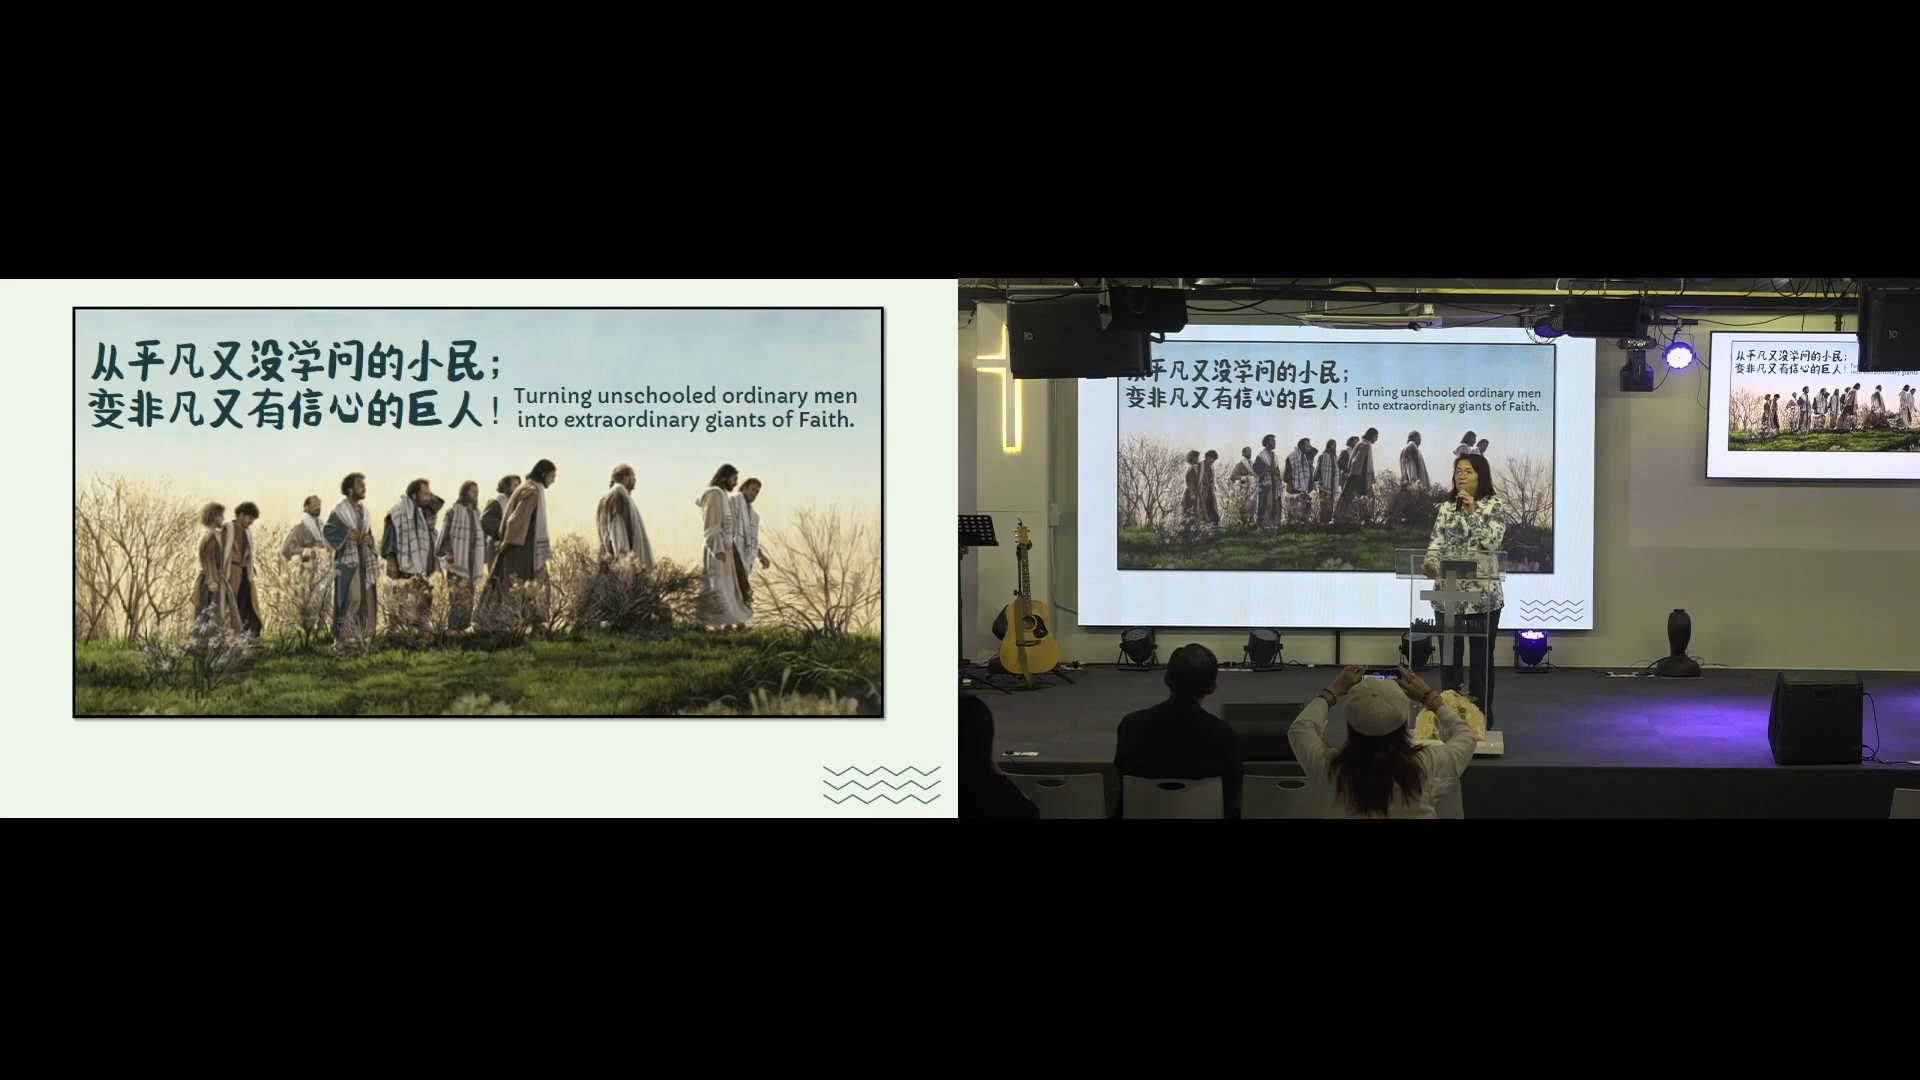 从平凡又没学问的小民；
变非凡又有信心的巨人！
Turning unschooled ordinary men
into extraordinary giants of Faith.
平凡又没学问的小民；
变非凡又有信心的巨人！
Turning unschooled ordinary men
into extraordinary giants of Faith.
从平凡又没学问的小民；
变非凡又有信心的巨人！